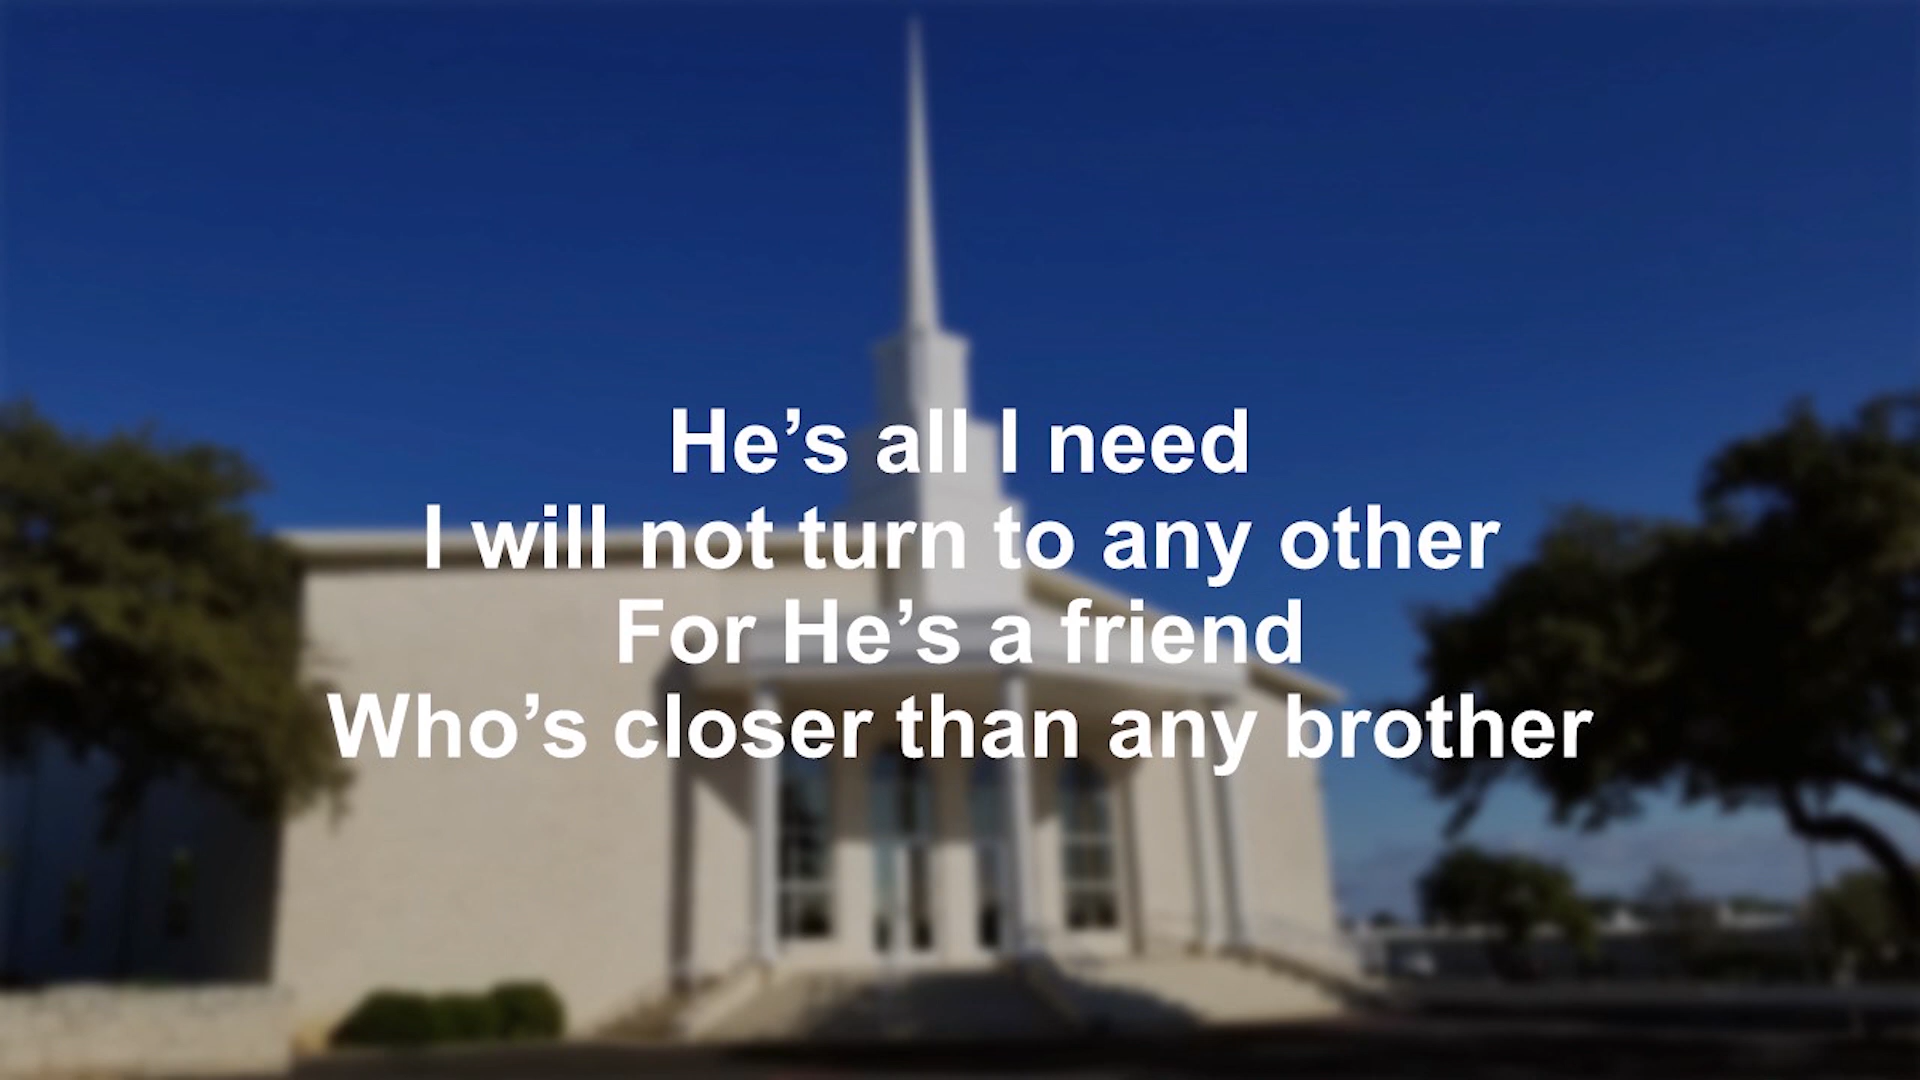 He’s all I need
I will not turn to any other
For He’s a friend
Who’s closer than any brother